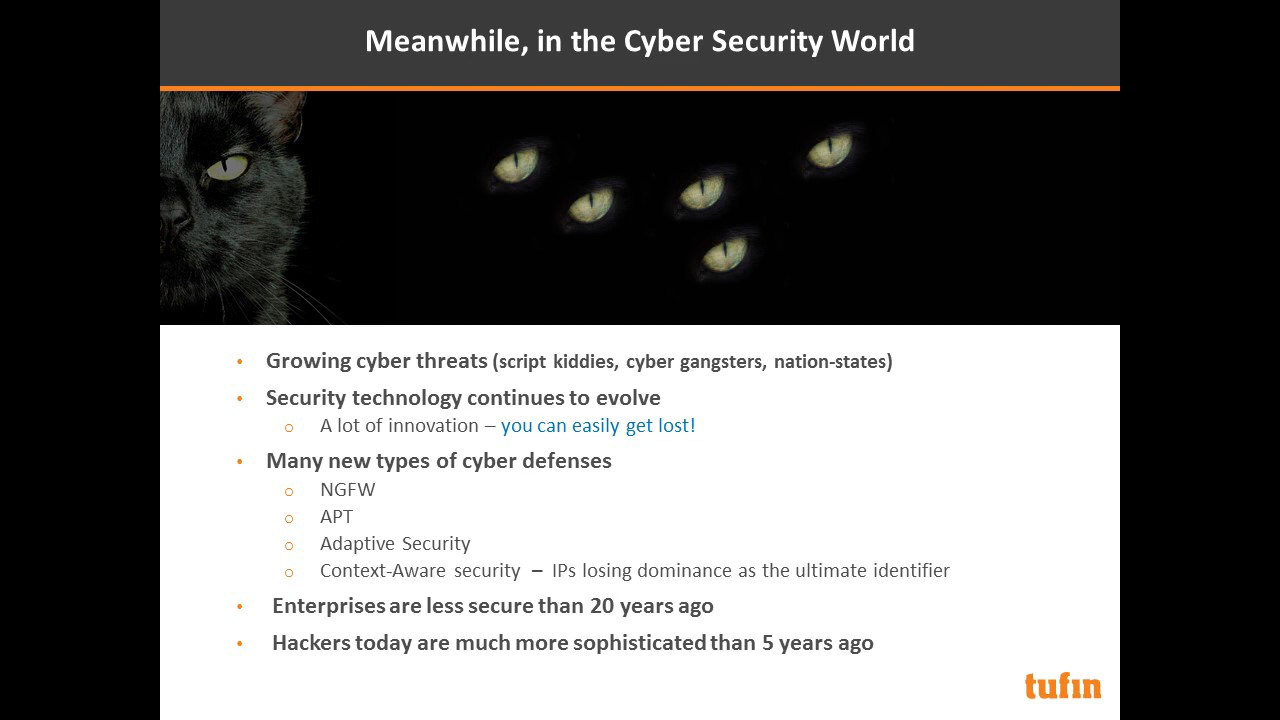 Meanwhile, in the Cyber Security World
• Growing cyber threats (script kiddies, cyber gangsters, nation-states)
• Security technology continues to evolve
o A lot of innovation – you can easily get lost!
• Many new types of cyber defenses
o NGFW
o APT
o Adaptive Security
o Context-Aware security – IPs losing dominance as the ultimate identifier
• Enterprises are less secure than 20 years ago
• Hackers today are much more sophisticated than 5 years ago
tufin